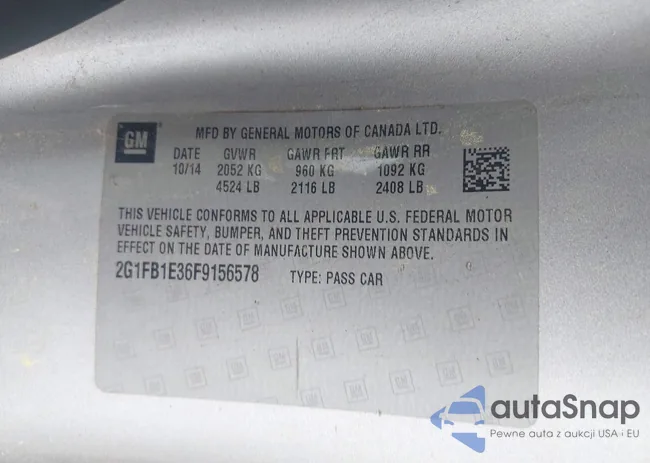 GM
MFD BY GENERAL MOTORS OF CANADA LTD.
DATE GVWR GAWR FRT GAWR RR
10/14 2052 KG 960 KG 1092 KG
4524 LB 2116 LB 2408 LB
THIS VEHICLE CONFORMS TO ALL APPLICABLE U.S. FEDERAL MOTOR
VEHICLE SAFETY, BUMPER, AND THEFT PREVENTION STANDARDS IN
EFFECT ON THE DATE OF MANUFACTURE SHOWN ABOVE.
2G1FB1E36F9156578 TYPE: PASS CAR
autaSnap
Pewne auta z aukcji USA i EU